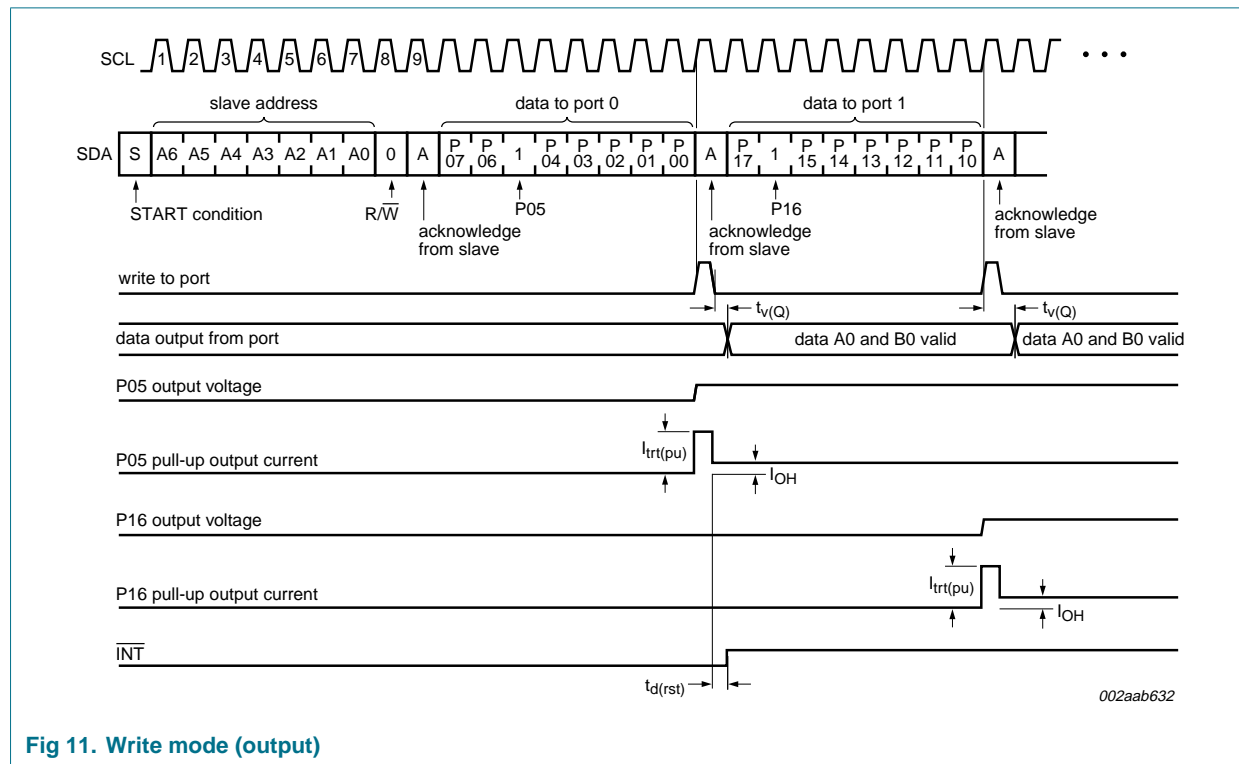 SCL 1 2 3 4 5 6 7 8 9
slave address data to port 0 data to port 1
SDA S A6 A5 A4 A3 A2 A1 A0 0 A P07 P06 1 P04 P03 P02 P01 P00 A P17 1 P15 P14 P13 P12 P11 P10 A
START condition R/W̅ P05 P16
acknowledge from slave
acknowledge from slave
acknowledge from slave
write to port
tv(Q) tv(Q)
data output from port data A0 and B0 valid data A0 and B0 valid
P05 output voltage
Itrt(pu)
P05 pull-up output current
IOH
P16 output voltage
Itrt(pu)
P16 pull-up output current
IOH
I̅N̅T̅
td(rst)
002aab632
Fig 11. Write mode (output)